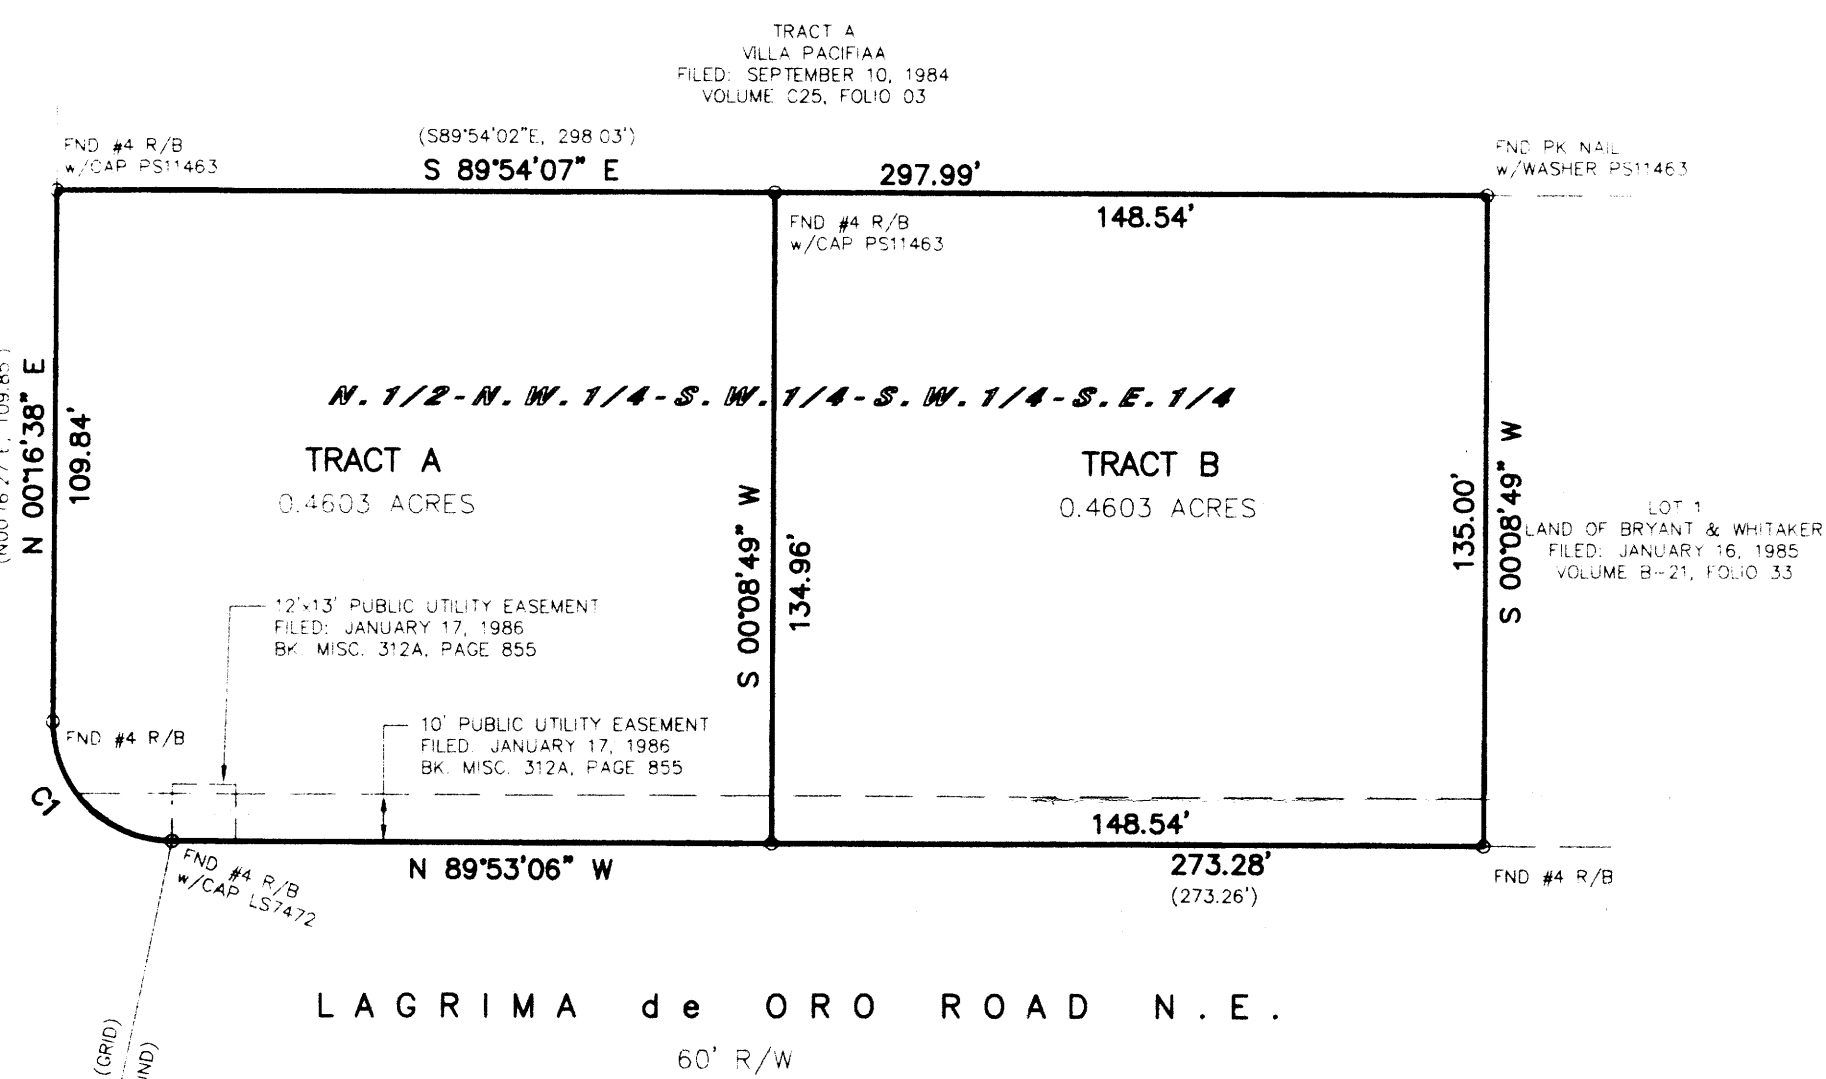 TRACT A
VILLA PACIFIAA
FILED: SEPTEMBER 10, 1984
VOLUME C25, FOLIO 03
(S89°54'02"E, 298.03')
S 89°54'07" E
297.99'
148.54'
FND #4 R/B
w/CAP PS11463
FND PK NAIL
w/WASHER PS11463
FND #4 R/B
w/CAP PS11463
N.1/2-N.W.1/4-S.W.1/4-S.W.1/4-S.E.1/4
N 00°16'38" E
109.84'
TRACT A
0.4603 ACRES
S 00°08'49" W
134.96'
TRACT B
0.4603 ACRES
135.00'
S 00°08'49" W
LOT 1
LAND OF BRYANT & WHITAKER
FILED: JANUARY 16, 1985
VOLUME B-21, FOLIO 33
12'x13' PUBLIC UTILITY EASEMENT
FILED: JANUARY 17, 1986
BK. MISC. 312A, PAGE 855
10' PUBLIC UTILITY EASEMENT
FILED: JANUARY 17, 1986
BK. MISC. 312A, PAGE 855
FND #4 R/B
C1
148.54'
FND #4 R/B
w/CAP LS7472
N 89°53'06" W
273.28'
(273.26')
FND #4 R/B
LAGRIMA de ORO ROAD N.E.
60' R/W
(GRID)